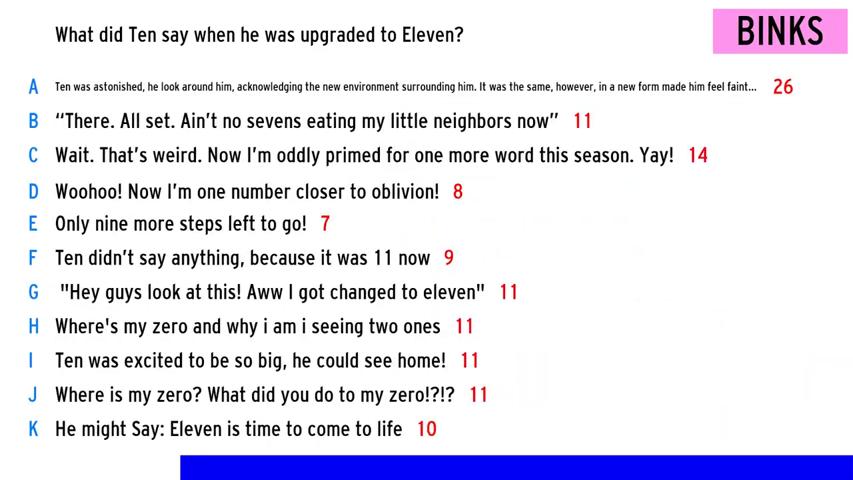 What did Ten say when he was upgraded to Eleven?
BINKS
A Ten was astonished, he look around him, acknowledging the new environment surrounding him. It was the same, however, in a new form made him feel faint... 26
B “There. All set. Ain’t no sevens eating my little neighbors now” 11
C Wait. That’s weird. Now I’m oddly primed for one more word this season. Yay! 14
D Woohoo! Now I’m one number closer to oblivion! 8
E Only nine more steps left to go! 7
F Ten didn’t say anything, because it was 11 now 9
G "Hey guys look at this! Aww I got changed to eleven" 11
H Where's my zero and why i am i seeing two ones 11
I Ten was excited to be so big, he could see home! 11
J Where is my zero? What did you do to my zero!?!? 11
K He might Say: Eleven is time to come to life 10